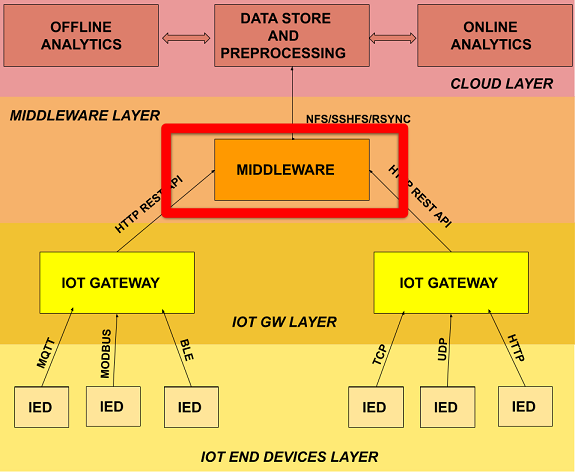 OFFLINE
ANALYTICS
DATA STORE
AND
PREPROCESSING
ONLINE
ANALYTICS
CLOUD LAYER
MIDDLEWARE LAYER
NFS/SSHFS/RSYNC
MIDDLEWARE
HTTP REST API
HTTP REST API
IOT GATEWAY
IOT GATEWAY
IOT GW LAYER
MQTT
MODBUS
BLE
TCP
UDP
HTTP
IED
IED
IED
IED
IED
IED
IOT END DEVICES LAYER